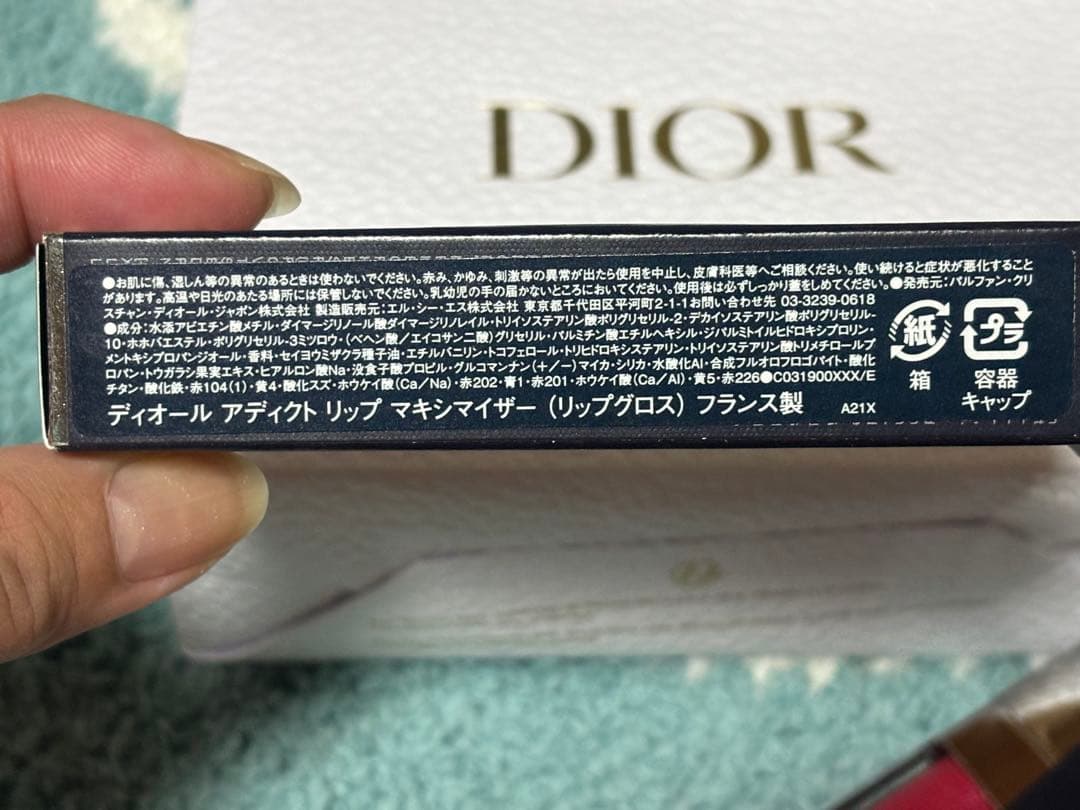 DIOR
●お肌に傷、湿しん等の異常のあるときは使わないでください。赤み、かゆみ、刺激等の異常が出たら使用を中止し、皮膚科医等へご相談ください。使い続けると症状が悪化すること
があります。高温や日光のあたる場所には保管しないでください。乳幼児の手の届かないところにおいてください。使用後は必ずしっかり蓋をしめてください。●発売元:パルファン・クリ
スチャン・ディオール・ジャポン株式会社 製造販売元:エル・シー・エス株式会社 東京都千代田区平河町2-1-1お問い合わせ先 03-3239-0618
●成分:水添アビエチン酸メチル・ダイマージリノール酸ダイマージリノレイル・トリイソステアリン酸ポリグリセリル-2・デカイソステアリン酸ポリグリセリル-
10・ホホバエステル・ポリグリセリル-3ミツロウ・(ベヘン酸/エイコサン二酸)グリセリル・パルミチン酸エチルヘキシル・ジパルミトイルヒドロキシプロリン・
メントキシプロパンジオール・香料・セイヨウミザクラ種子油・エチルバニリン・トコフェロール・トリヒドロキシステアリン・トリイソステアリン酸トリメチロールプ
ロパン・トウガラシ果実エキス・ヒアルロン酸Na・没食子酸プロピル・グルコマンナン(+/-)マイカ・シリカ・水酸化Al・合成フルオロフロゴパイト・酸化
チタン・酸化鉄・赤104(1)・黄4・酸化スズ・ホウケイ酸(Ca/Na)・赤202・青1・赤201・ホウケイ酸(Ca/Al)・黄5・赤226●C031900XXX/E
ディオール アディクト リップ マキシマイザー (リップグロス) フランス製 A21X
紙 プラ
箱 容器
キャップ